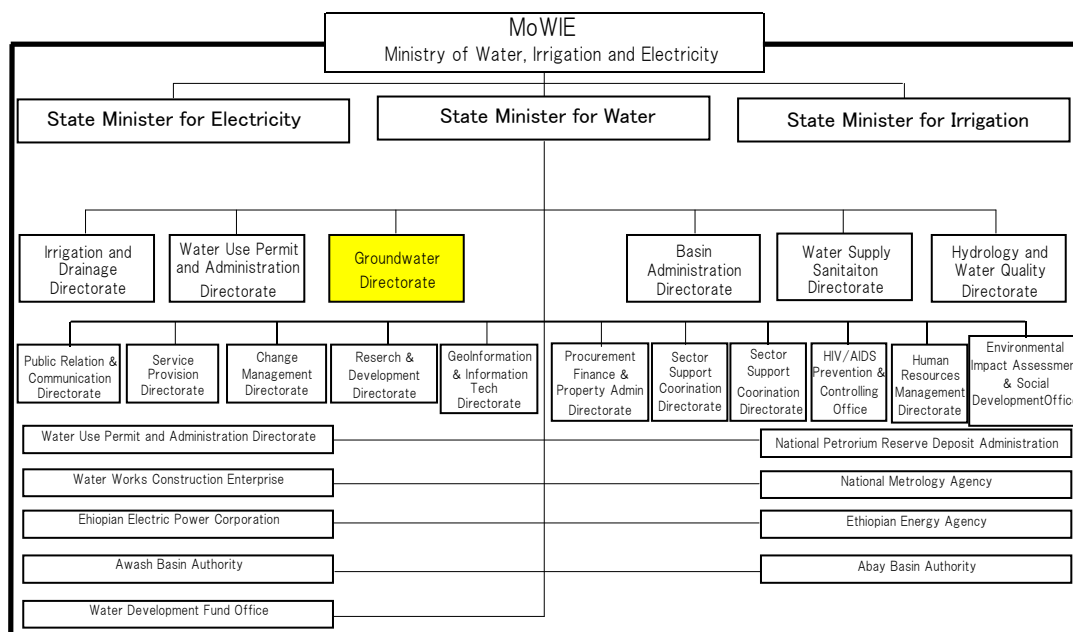 MoWIE
Ministry of Water, Irrigation and Electricity
State Minister for Electricity
State Minister for Water
State Minister for Irrigation
Irrigation and
Drainage
Directorate
Water Use Permit
and Administration
Directorate
Groundwater
Directorate
Basin
Administration
Directorate
Water Supply
Sanitaiton
Directorate
Hydrology and
Water Quality
Directorate
Public Relation &
Communication
Directorate
Service
Provision
Directorate
Change
Management
Directorate
Reserch &
Development
Directorate
GeoInformation
& Information
Tech
Directorate
Procurement
Finance &
Property Admin
Directorate
Sector
Support
Coorination
Directorate
Sector
Support
Coorination
Directorate
HIV/AIDS
Prevention &
Controlling
Office
Human
Resources
Management
Directorate
Environmental
Impact Assessment
& Social
DevelopmentOffice
Water Use Permit and Administration Directorate
National Petrorium Reserve Deposit Administration
Water Works Construction Enterprise
National Metrology Agency
Ehiopian Electric Power Corporation
Ethiopian Energy Agency
Awash Basin Authority
Abay Basin Authority
Water Development Fund Office